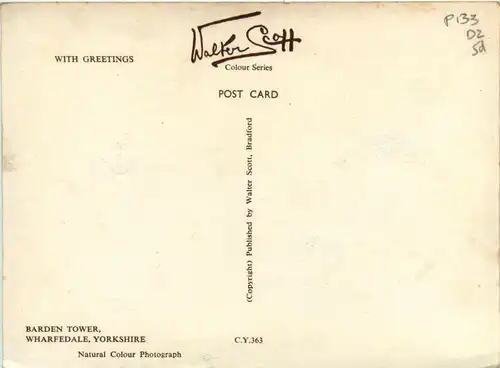 WITH GREETINGS
Walter Scott
Colour Series
P133
D2
Sd
POST CARD
(Copyright) Published by Walter Scott, Bradford
BARDEN TOWER,
WHARFEDALE, YORKSHIRE
Natural Colour Photograph
C.Y.363